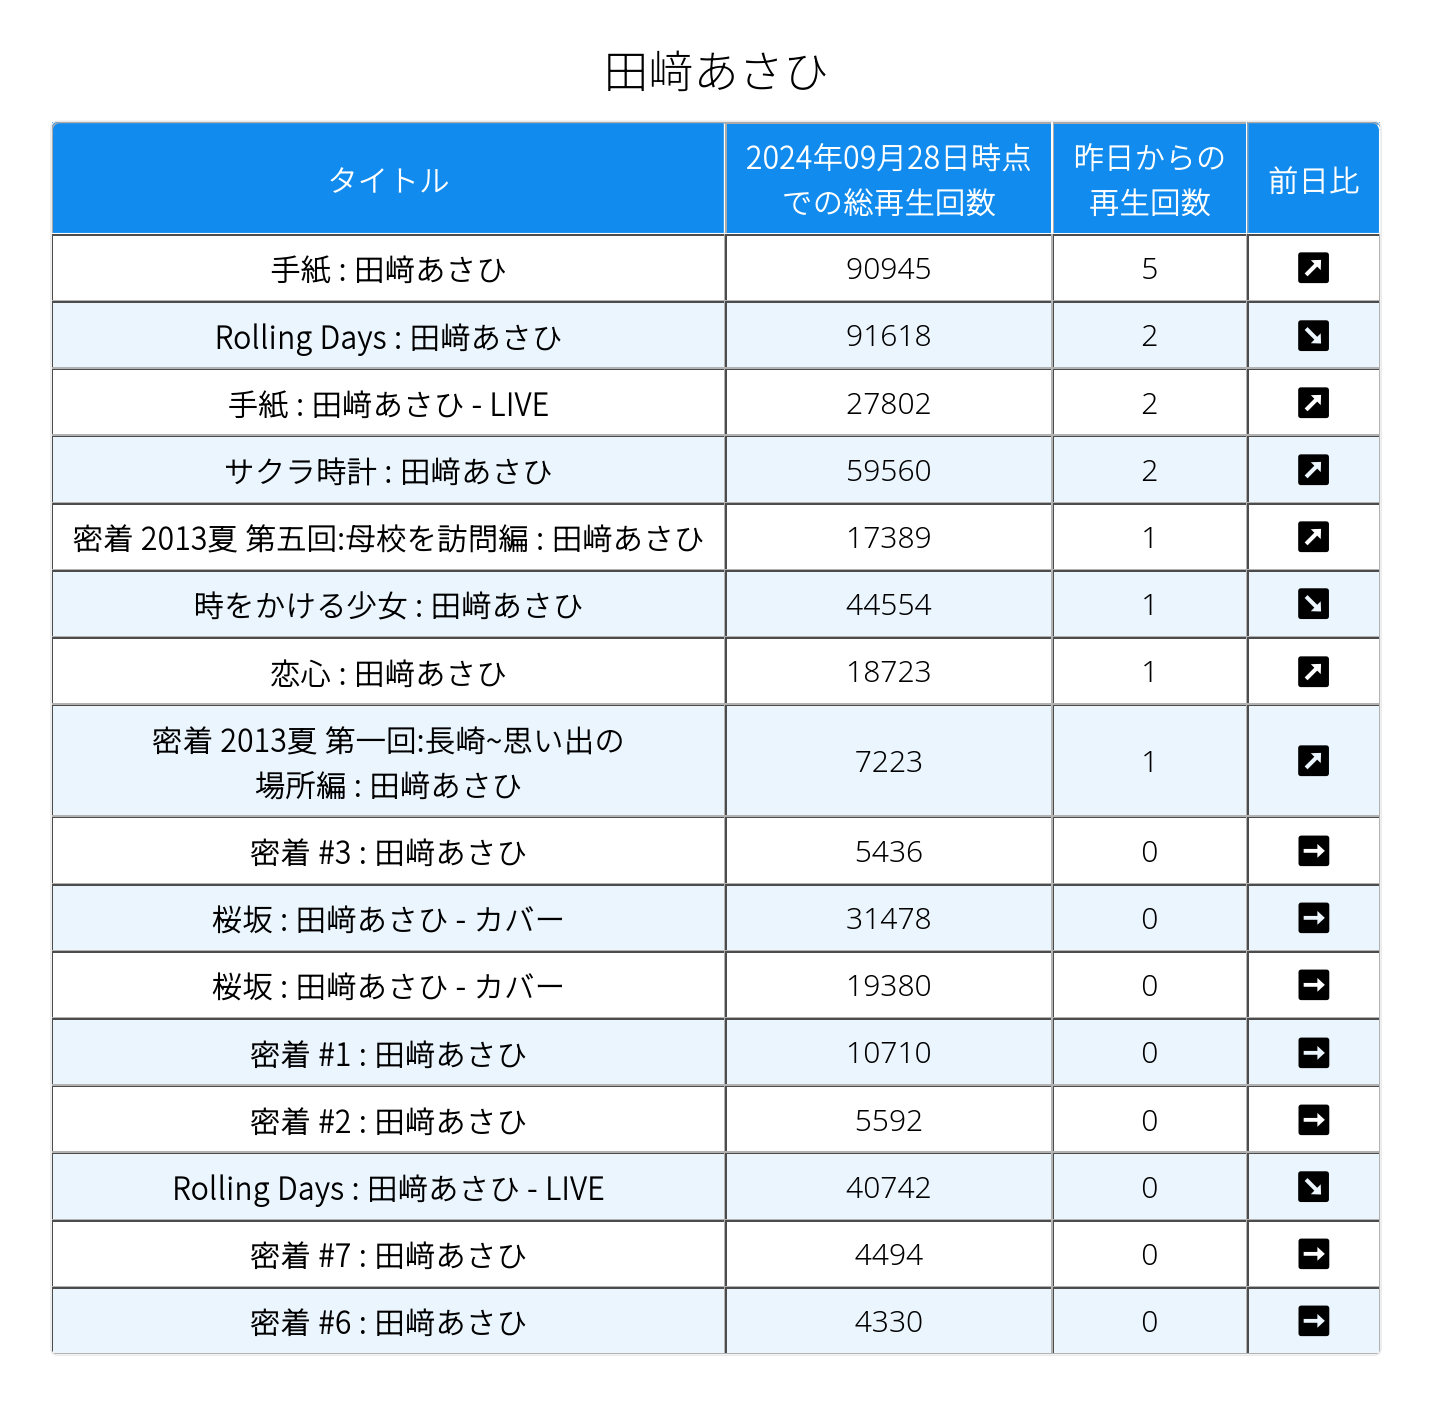 田﨑あさひ
タイトル
2024年09月28日時点
での総再生回数
昨日からの
再生回数
前日比
手紙 : 田﨑あさひ 90945 5
Rolling Days : 田﨑あさひ 91618 2
手紙 : 田﨑あさひ - LIVE 27802 2
サクラ時計 : 田﨑あさひ 59560 2
密着 2013夏 第五回:母校を訪問編 : 田﨑あさひ 17389 1
時をかける少女 : 田﨑あさひ 44554 1
恋心 : 田﨑あさひ 18723 1
密着 2013夏 第一回:長崎~思い出の
場所編 : 田﨑あさひ 7223 1
密着 #3 : 田﨑あさひ 5436 0
桜坂 : 田﨑あさひ - カバー 31478 0
桜坂 : 田﨑あさひ - カバー 19380 0
密着 #1 : 田﨑あさひ 10710 0
密着 #2 : 田﨑あさひ 5592 0
Rolling Days : 田﨑あさひ - LIVE 40742 0
密着 #7 : 田﨑あさひ 4494 0
密着 #6 : 田﨑あさひ 4330 0